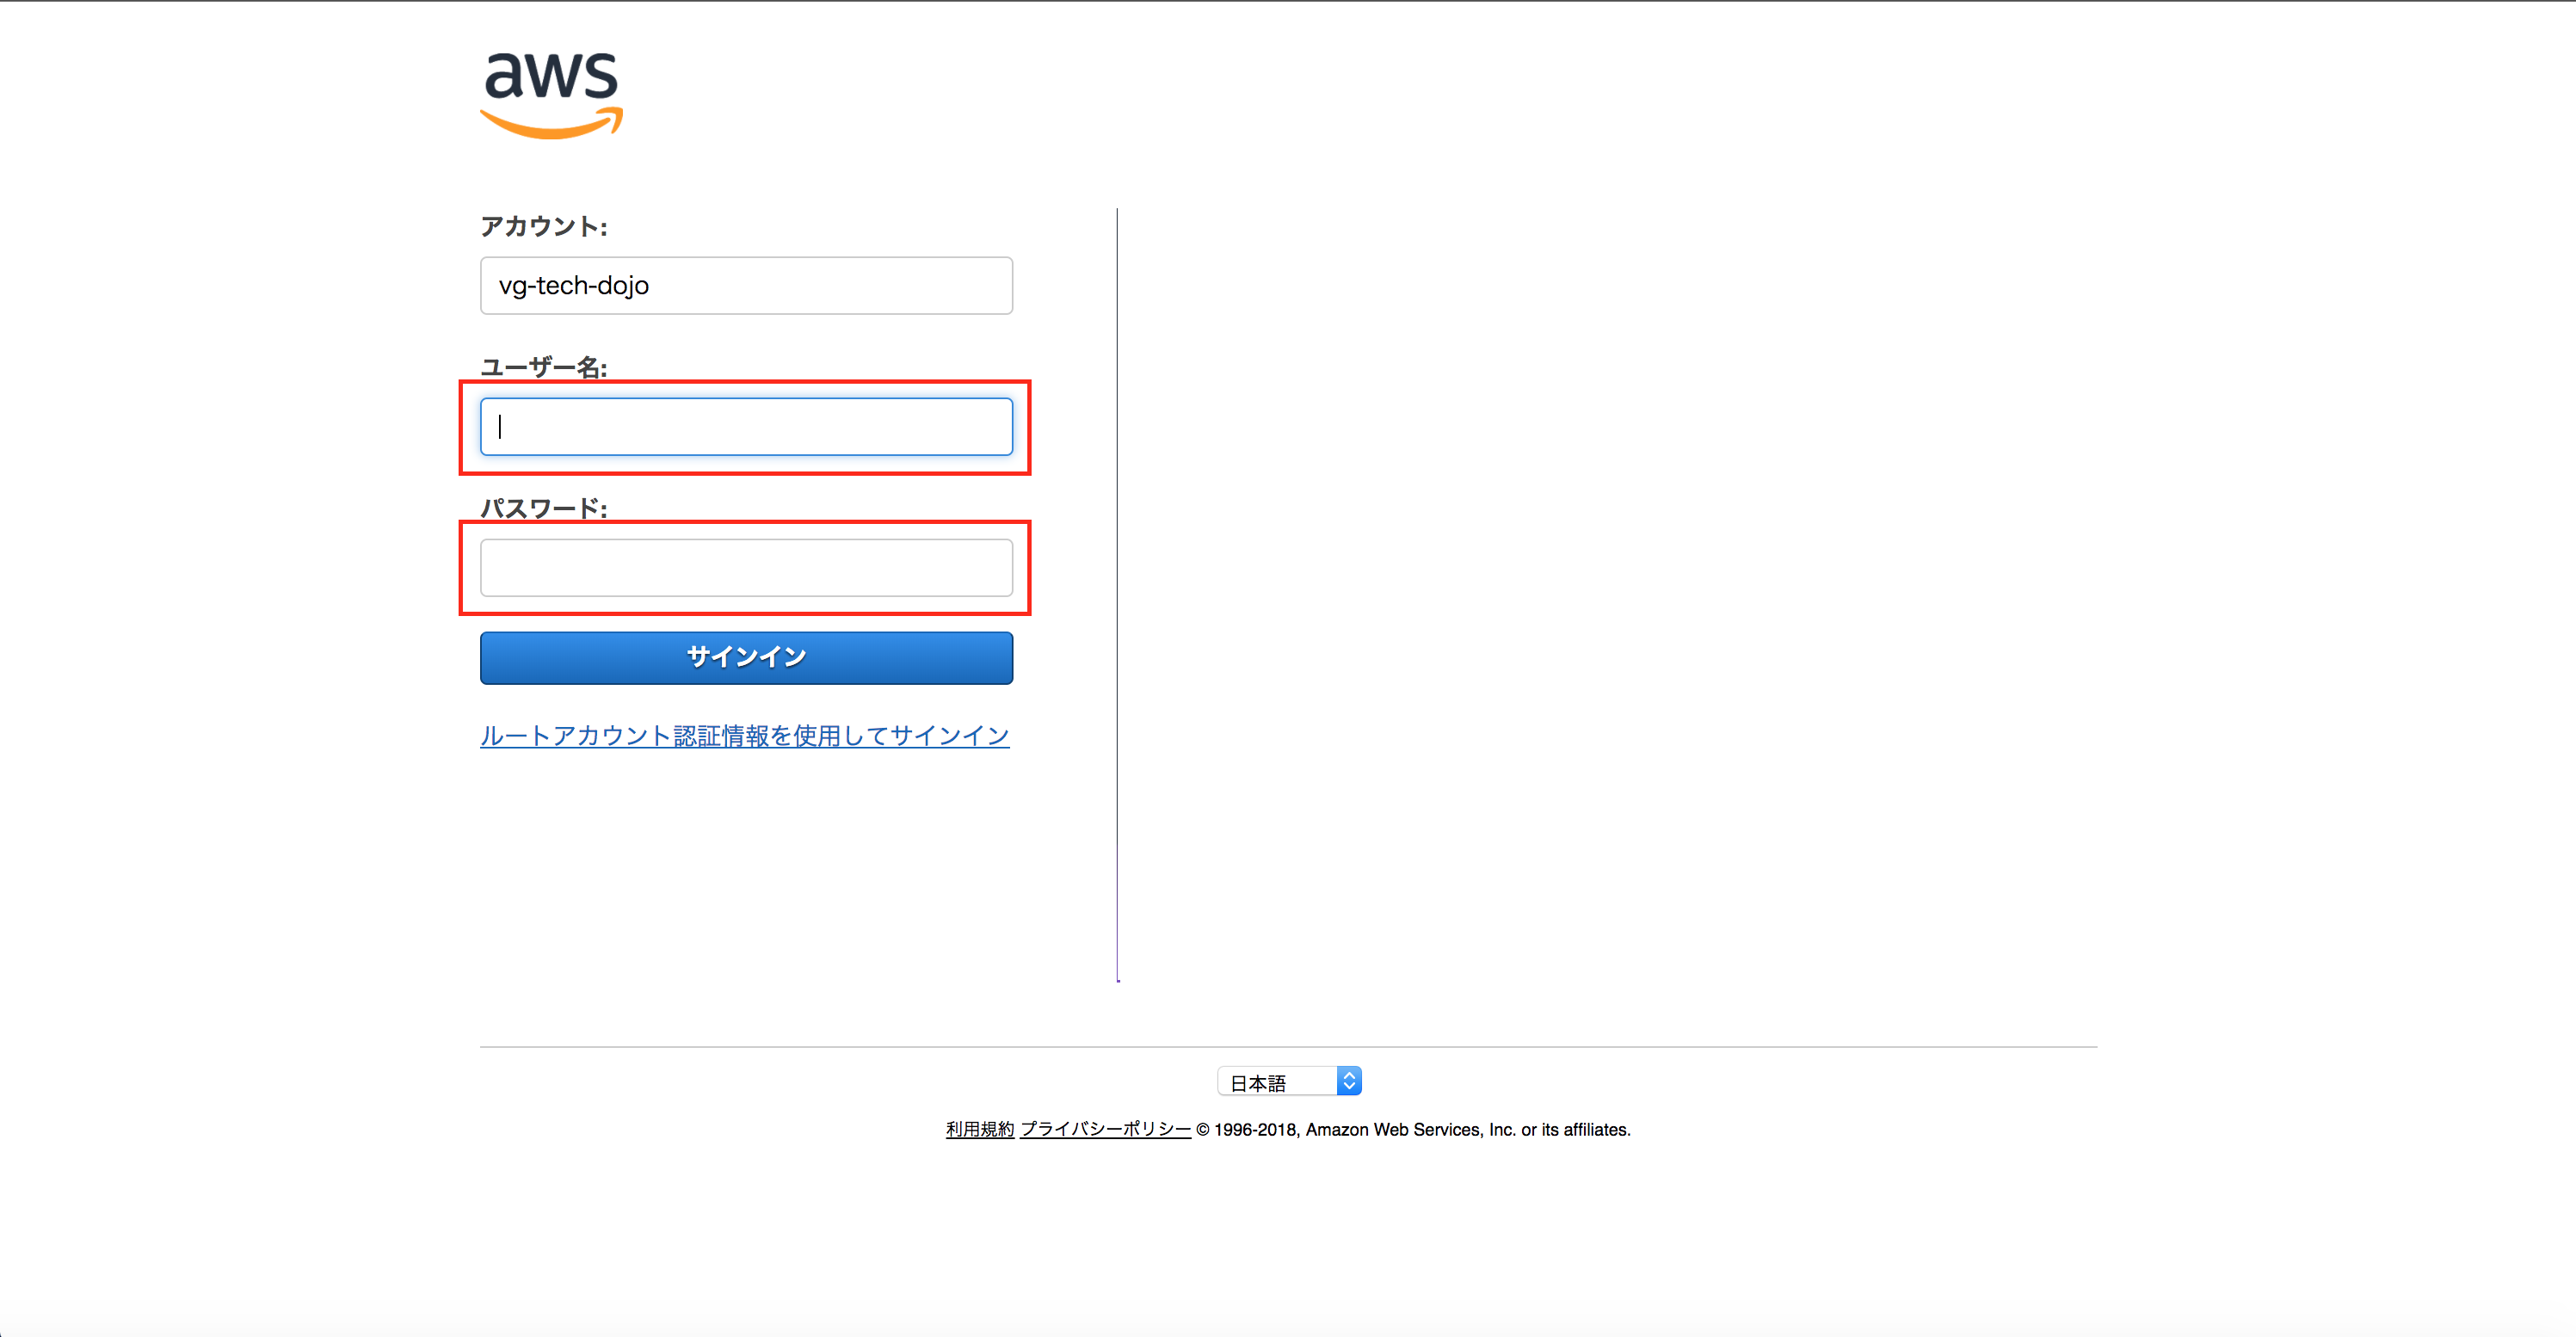 aws
アカウント:
vg-tech-dojo
ユーザー名:
パスワード:
サインイン
ルートアカウント認証情報を使用してサインイン
日本語
利用規約 プライバシーポリシー © 1996-2018, Amazon Web Services, Inc. or its affiliates.